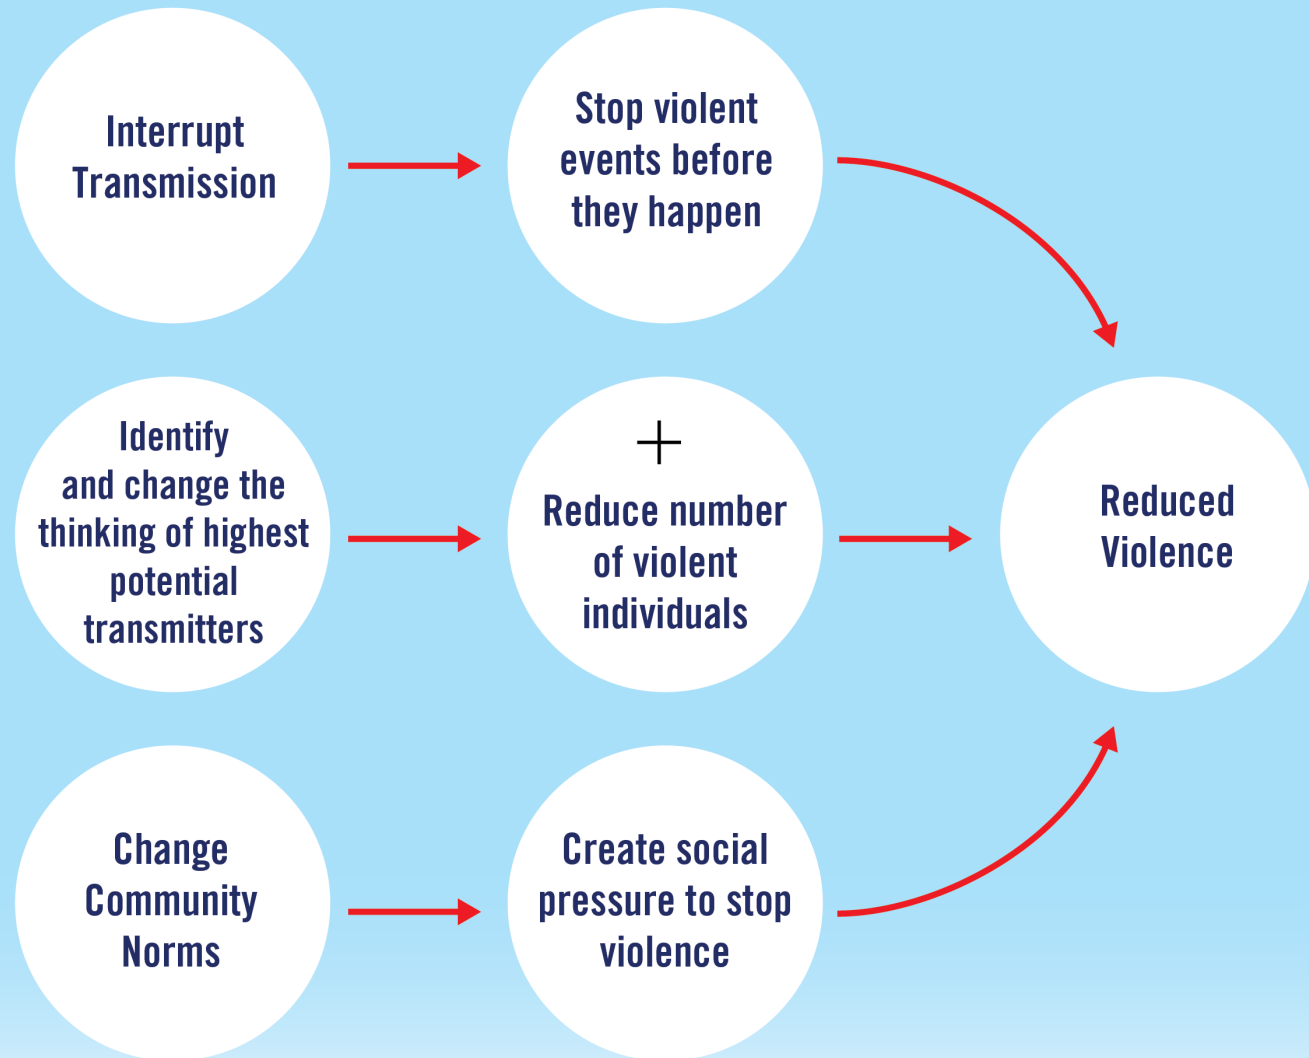 Interrupt
Transmission
Stop violent
events before
they happen
Identify
and change the
thinking of highest
potential
transmitters
+
Reduce number
of violent
individuals
Reduced
Violence
Change
Community
Norms
Create social
pressure to stop
violence